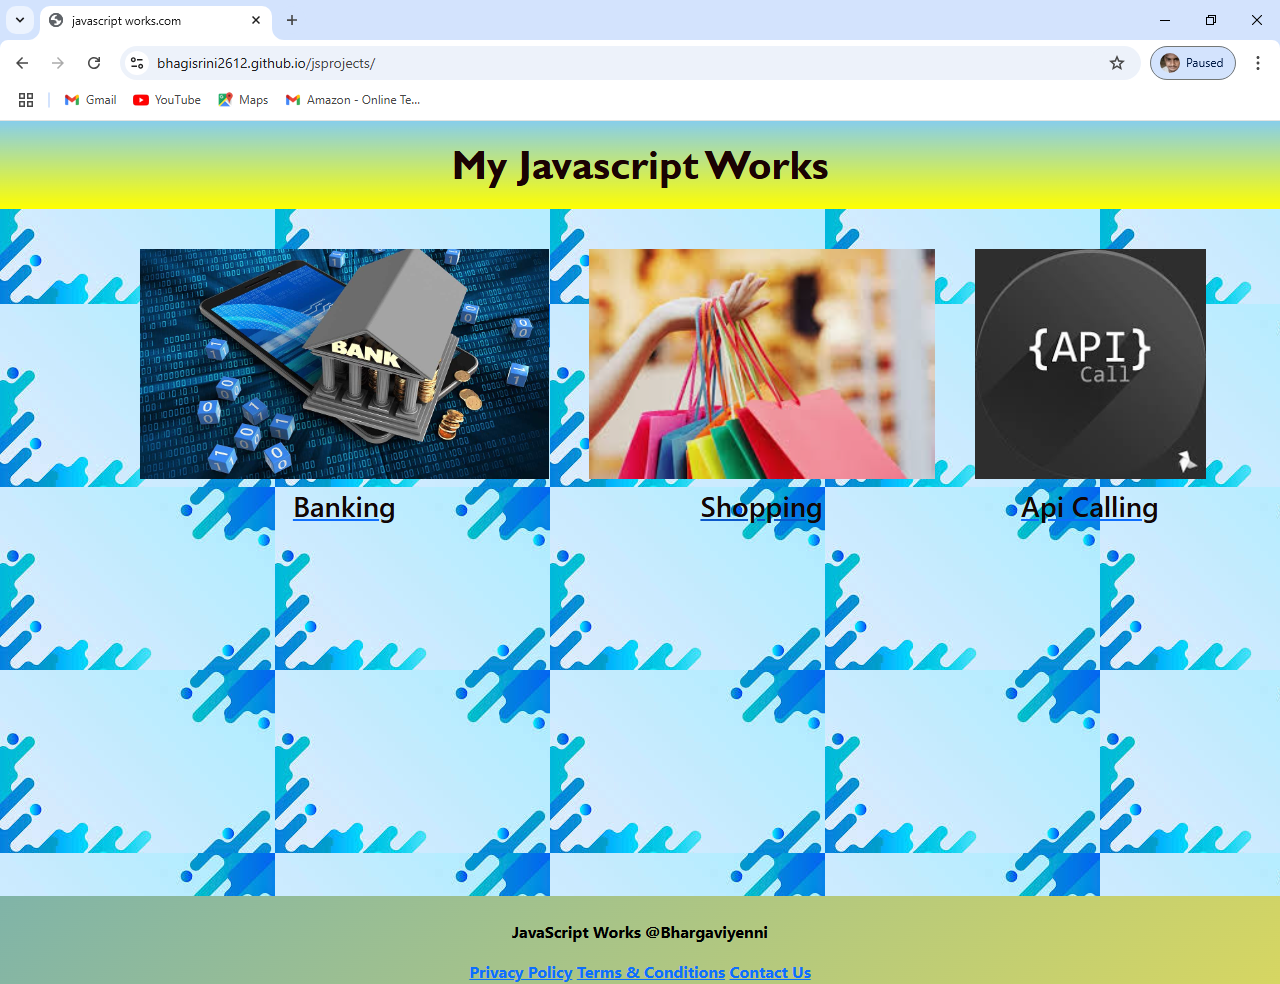 javascript works.com
bhagisrini2612.github.io/jsprojects/
Paused
Gmail
YouTube
Maps
Amazon - Online Te...
My Javascript Works
BANK
{API}
Call
Banking
Shopping
Api Calling
JavaScript Works @Bhargaviyenni
Privacy Policy Terms & Conditions Contact Us